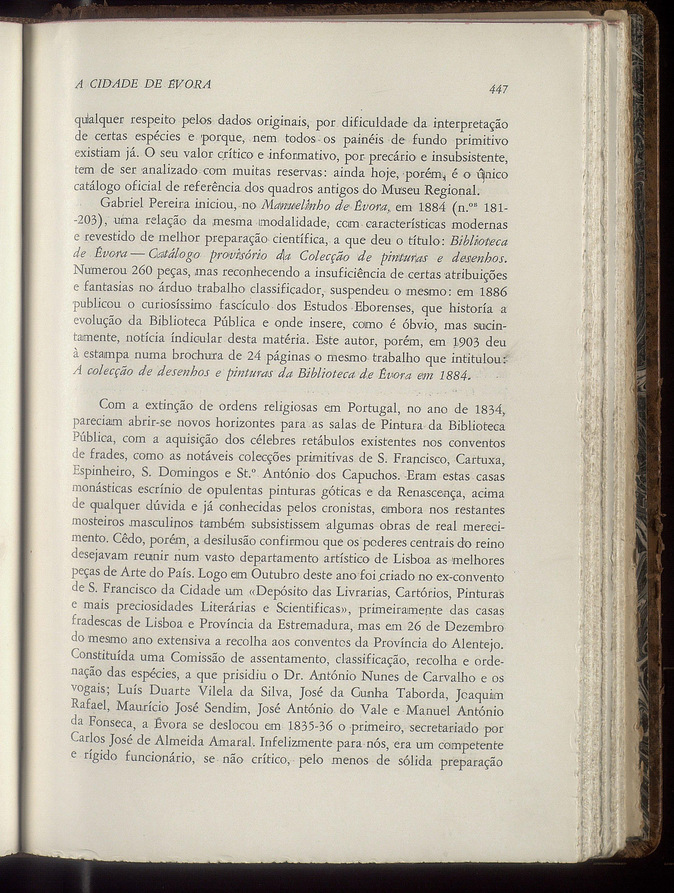 A CIDADE DE ÉVORA 447
qualquer respeito pelos dados originais, por dificuldade da interpretação
de certas espécies e porque, nem todos os painéis de fundo primitivo
existiam já. O seu valor crítico e informativo, por precário e insubsistente,
tem de ser analizado com muitas reservas: ainda hoje, porém, é o único
catálogo oficial de referência dos quadros antigos do Museu Regional.
Gabriel Pereira iniciou, no Manuelinho de Évora, em 1884 (n.ºˢ 181-
-203), uma relação da mesma modalidade, com características modernas
e revestido de melhor preparação científica, a que deu o título: Biblioteca
de Évora — Catálogo provisório da Colecção de pinturas e desenhos.
Numerou 260 peças, mas reconhecendo a insuficiência de certas atribuições
e fantasias no árduo trabalho classificador, suspendeu o mesmo: em 1886
publicou o curiosíssimo fascículo dos Estudos Eborenses, que historía a
evolução da Biblioteca Pública e onde insere, como é óbvio, mas sucin-
tamente, notícia índicular desta matéria. Este autor, porém, em 1903 deu
à estampa numa brochura de 24 páginas o mesmo trabalho que intitulou:
A colecção de desenhos e pinturas da Biblioteca de Évora em 1884.
Com a extinção de ordens religiosas em Portugal, no ano de 1834,
pareciam abrir-se novos horizontes para as salas de Pintura da Biblioteca
Pública, com a aquisição dos célebres retábulos existentes nos conventos
de frades, como as notáveis colecções primitivas de S. Francisco, Cartuxa,
Espinheiro, S. Domingos e St.º António dos Capuchos. Eram estas casas
monásticas escrínio de opulentas pinturas góticas e da Renascença, acima
de qualquer dúvida e já conhecidas pelos cronistas, embora nos restantes
mosteiros masculinos também subsistissem algumas obras de real mereci-
mento. Cêdo, porém, a desilusão confirmou que os poderes centrais do reino
desejavam reunir num vasto departamento artístico de Lisboa as melhores
peças de Arte do País. Logo em Outubro deste ano foi criado no ex-convento
de S. Francisco da Cidade um «Depósito das Livrarias, Cartórios, Pinturas
e mais preciosidades Literárias e Scientificas», primeiramente das casas
fradescas de Lisboa e Província da Estremadura, mas em 26 de Dezembro
do mesmo ano extensiva a recolha aos conventos da Província do Alentejo.
Constituída uma Comissão de assentamento, classificação, recolha e orde-
nação das espécies, a que prisidiu o Dr. António Nunes de Carvalho e os
vogais; Luís Duarte Vilela da Silva, José da Cunha Taborda, Joaquim
Rafael, Maurício José Sendim, José António do Vale e Manuel António
da Fonseca, a Évora se deslocou em 1835-36 o primeiro, secretariado por
Carlos José de Almeida Amaral. Infelizmente para nós, era um competente
e rígido funcionário, se não crítico, pelo menos de sólida preparação